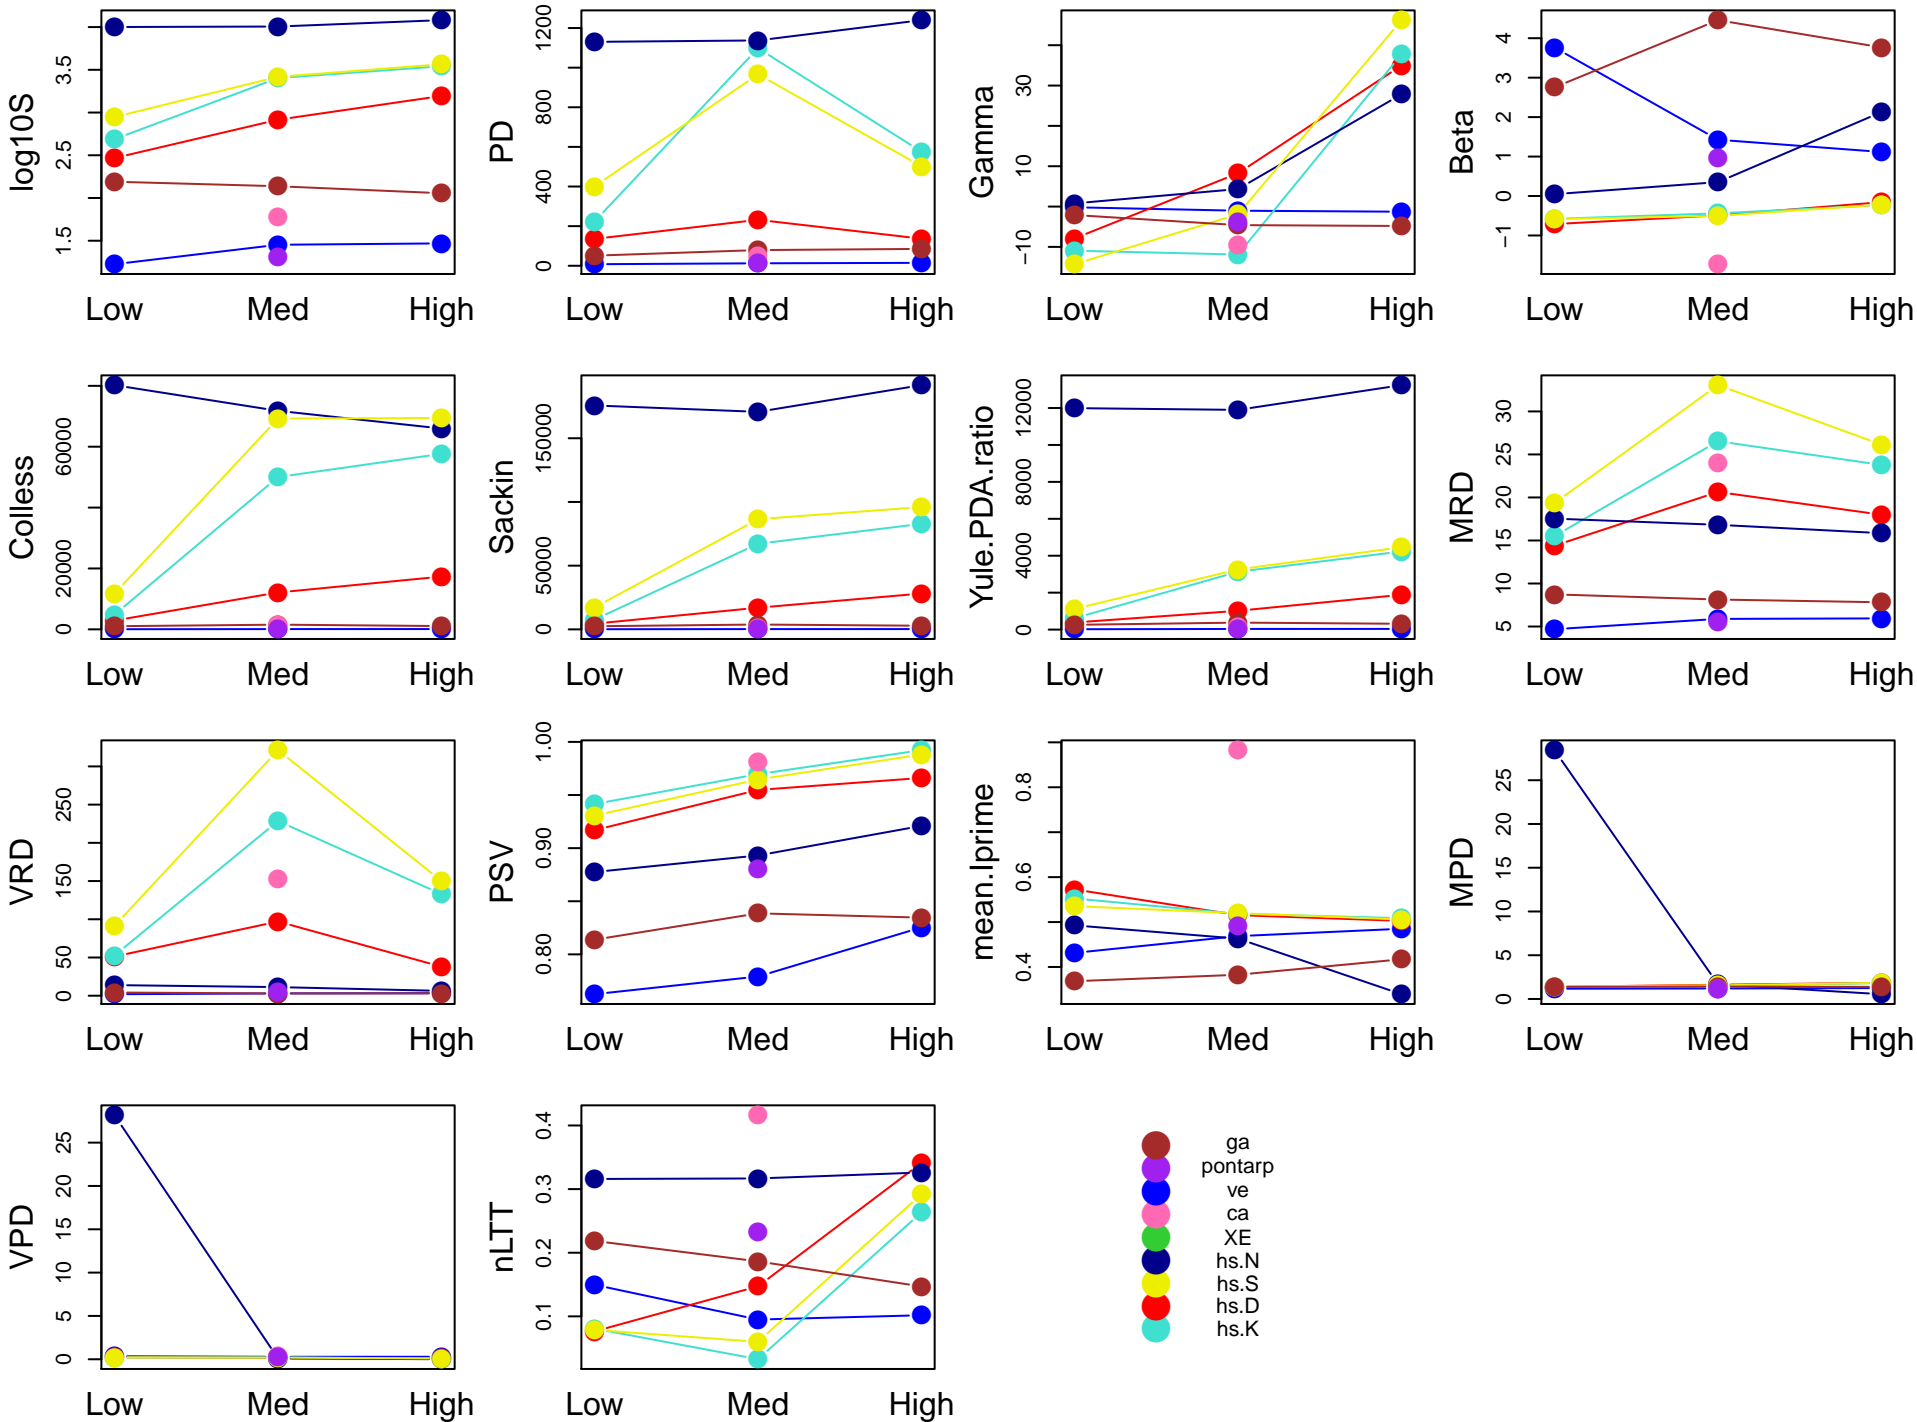 log10S
1.5 2.5 3.5
Low Med High
PD
0 400 800 1200
Low Med High
Gamma
−10 10 30
Low Med High
Beta
−1 0 1 2 3 4
Low Med High
Colless
0 20000 60000
Low Med High
Sackin
0 50000 150000
Low Med High
Yule.PDA.ratio
0 4000 8000 12000
Low Med High
MRD
5 10 15 20 25 30
Low Med High
VRD
0 50 150 250
Low Med High
PSV
0.80 0.90 1.00
Low Med High
mean.Iprime
0.4 0.6 0.8
Low Med High
MPD
0 5 10 15 20 25
Low Med High
VPD
0 5 10 15 20 25
Low Med High
nLTT
0.1 0.2 0.3 0.4
Low Med High
ga
pontarp
ve
ca
XE
hs.N
hs.S
hs.D
hs.K